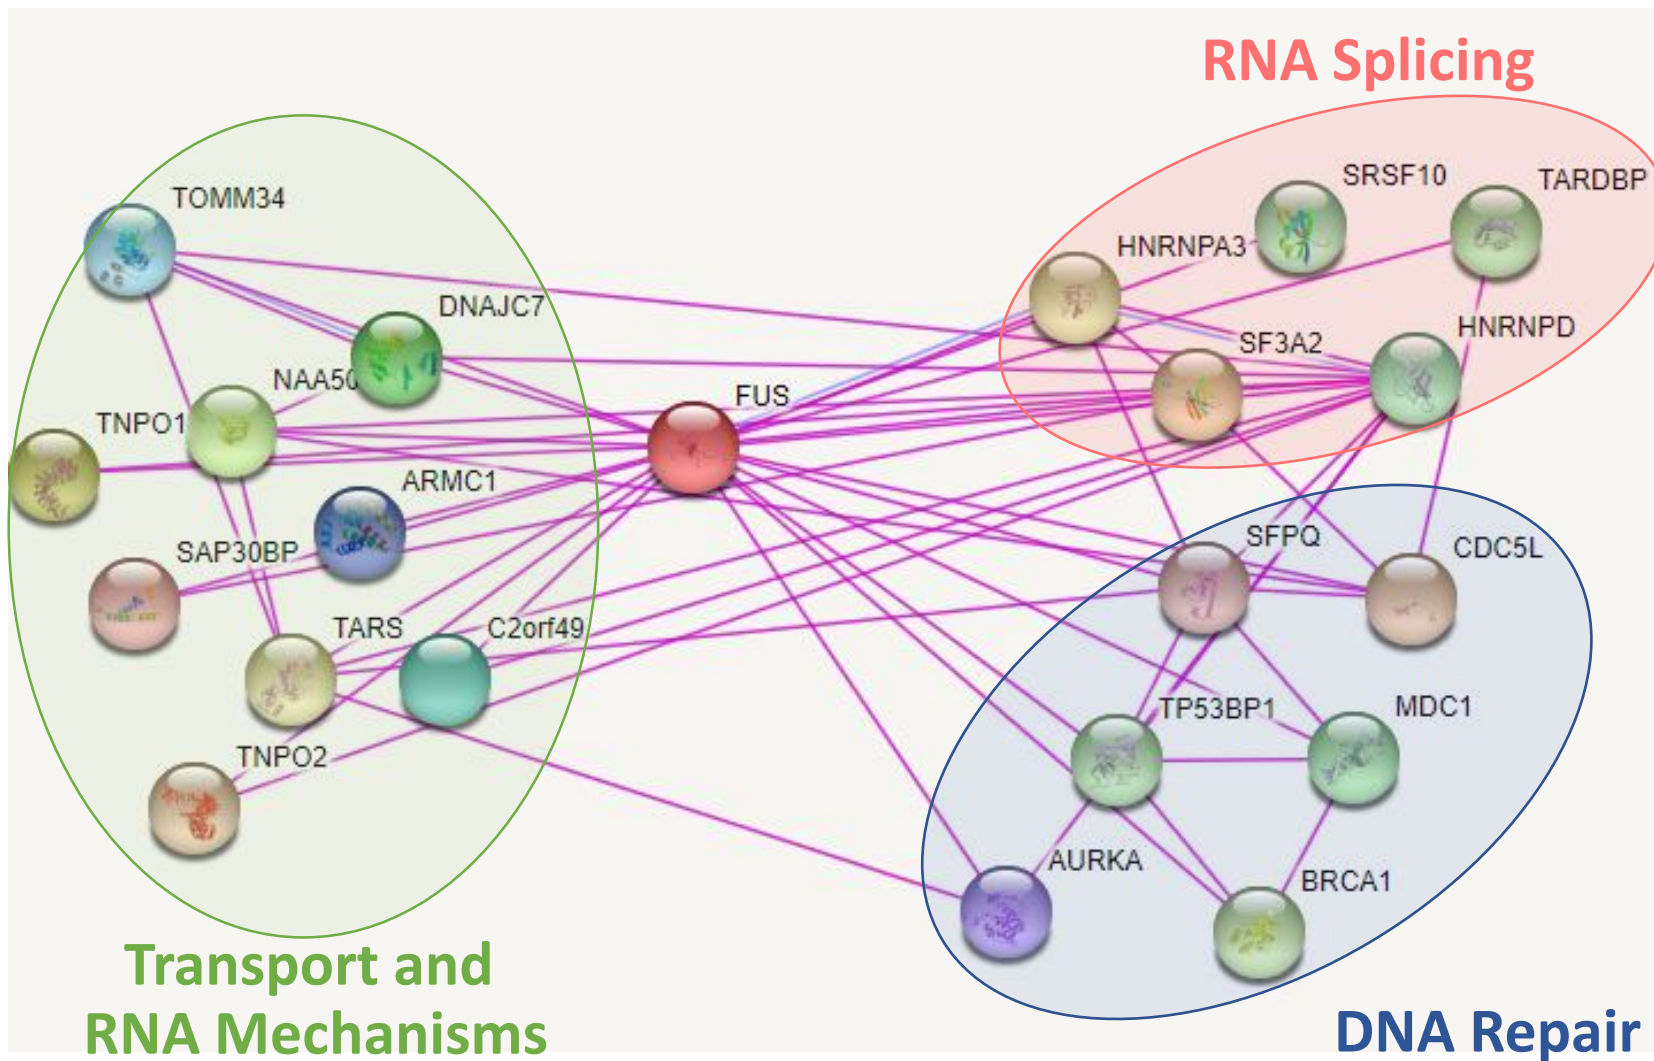 RNA Splicing
SRSF10
TARDBP
TOMM34
HNRNPA3
DNAJC7
HNRNPD
SF3A2
NAA50
FUS
TNPO1
ARMC1
SFPQ
CDC5L
SAP30BP
TARS
C2orf49
TP53BP1
MDC1
TNPO2
AURKA
BRCA1
Transport and
RNA Mechanisms
DNA Repair